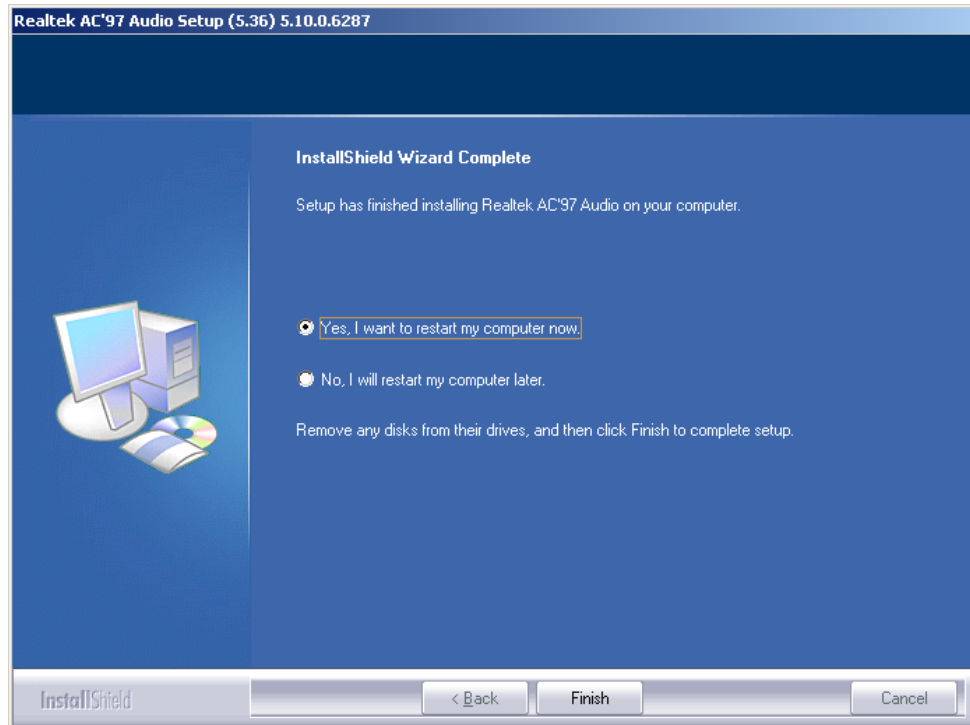 Realtek AC'97 Audio Setup (5.36) 5.10.0.6287
InstallShield Wizard Complete
Setup has finished installing Realtek AC'97 Audio on your computer.
Yes, I want to restart my computer now.
No, I will restart my computer later.
Remove any disks from their drives, and then click Finish to complete setup.
InstallShield
< Back
Finish
Cancel